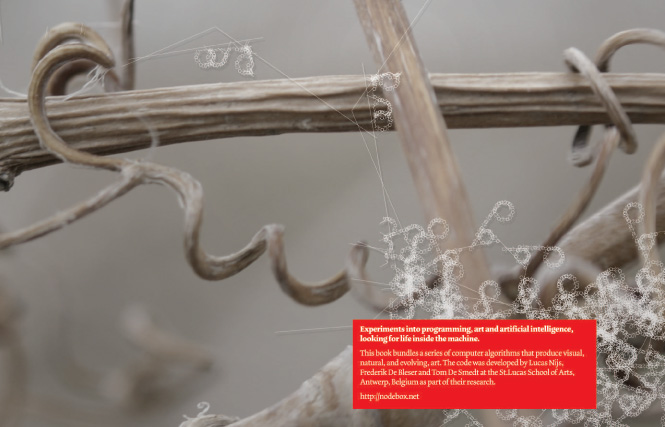 Experiments into programming, art and artificial intelligence,
looking for life inside the machine.
This book bundles a series of computer algorithms that produce visual,
natural, and evolving, art. The code was developed by Lucas Nijs,
Frederik De Bleser and Tom De Smedt at the St.Lucas School of Arts,
Antwerp, Belgium as part of their research.
http://nodebox.net